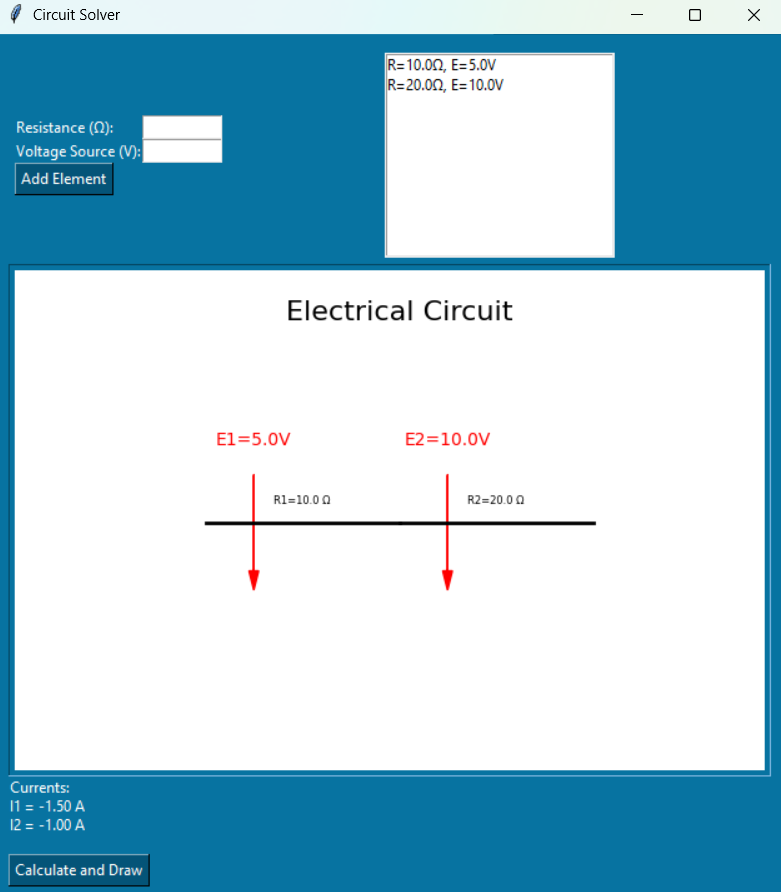 Circuit Solver
R=10.0Ω, E=5.0V
R=20.0Ω, E=10.0V
Resistance (Ω):
Voltage Source (V):
Add Element
Electrical Circuit
E1=5.0V
E2=10.0V
R1=10.0 Ω
R2=20.0 Ω
Currents:
I1 = -1.50 A
I2 = -1.00 A
Calculate and Draw